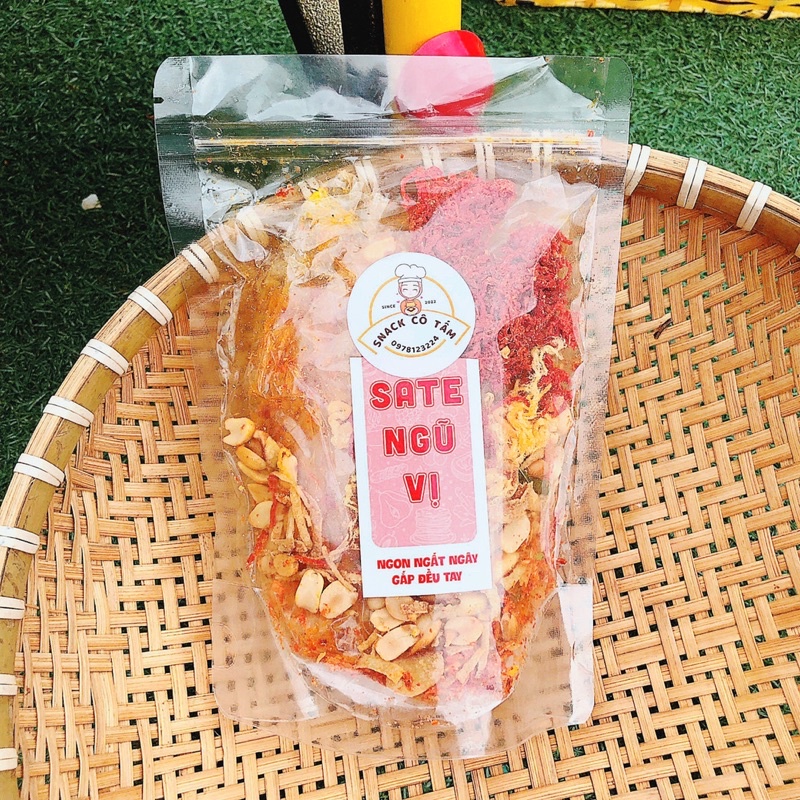 SINCE 2022
SNACK CÔ TÂM
0978123224
SATE
NGŨ
VỊ
NGON NGẤT NGÂY
GẮP ĐỀU TAY